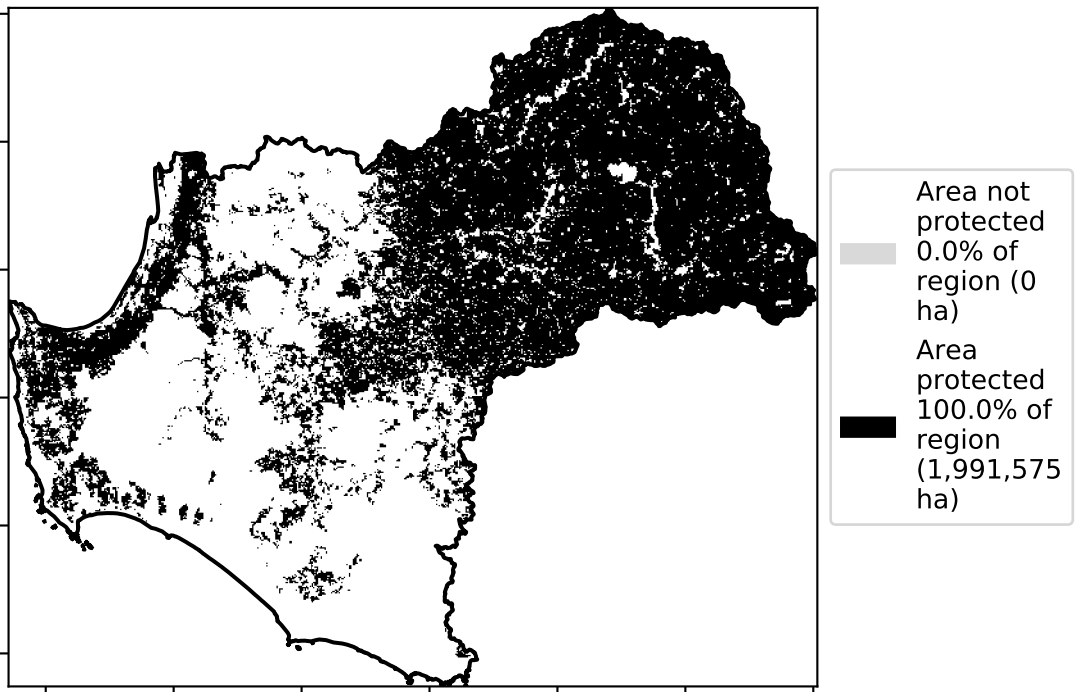 Area not
protected
0.0% of
region (0
ha)
Area
protected
100.0% of
region
(1,991,575
ha)